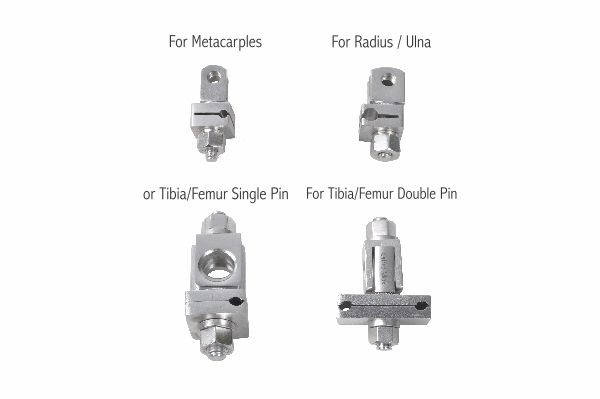 For Metacarples
For Radius / Ulna
or Tibia/Femur Single Pin
For Tibia/Femur Double Pin